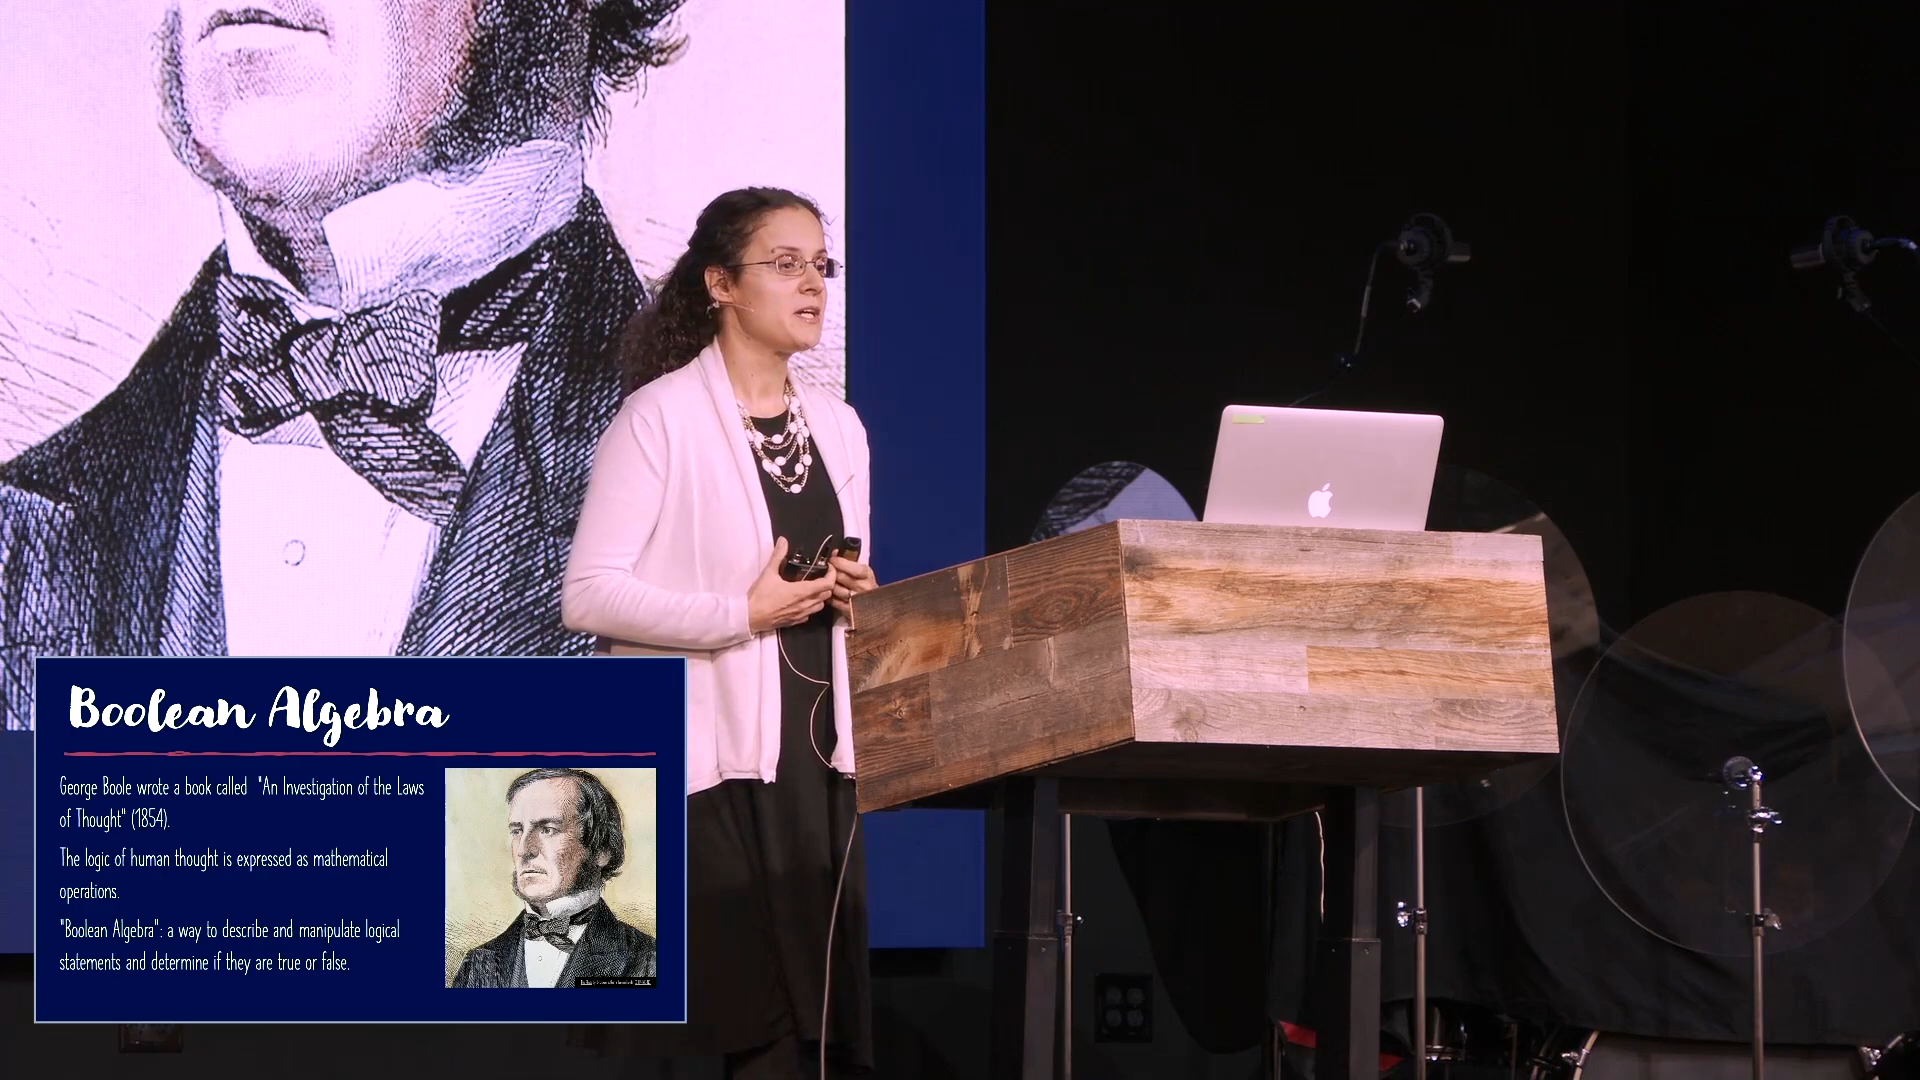 Boolean Algebra
George Boole wrote a book called "An Investigation of the Laws
of Thought" (1854).
The logic of human thought is expressed as mathematical
operations.
"Boolean Algebra": a way to describe and manipulate logical
statements and determine if they are true or false.